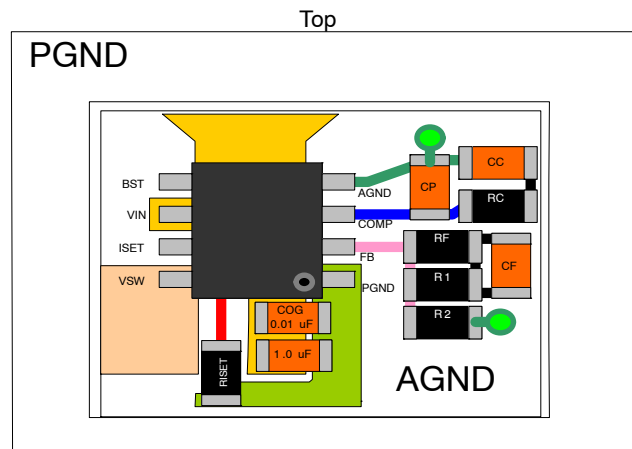 Top
PGND
BST
VIN
ISET
VSW
AGND
COMP
FB
PGND
CP
CC
RC
RF
R 1
R 2
CF
COG
0.01 uF
1.0 uF
RISET
AGND